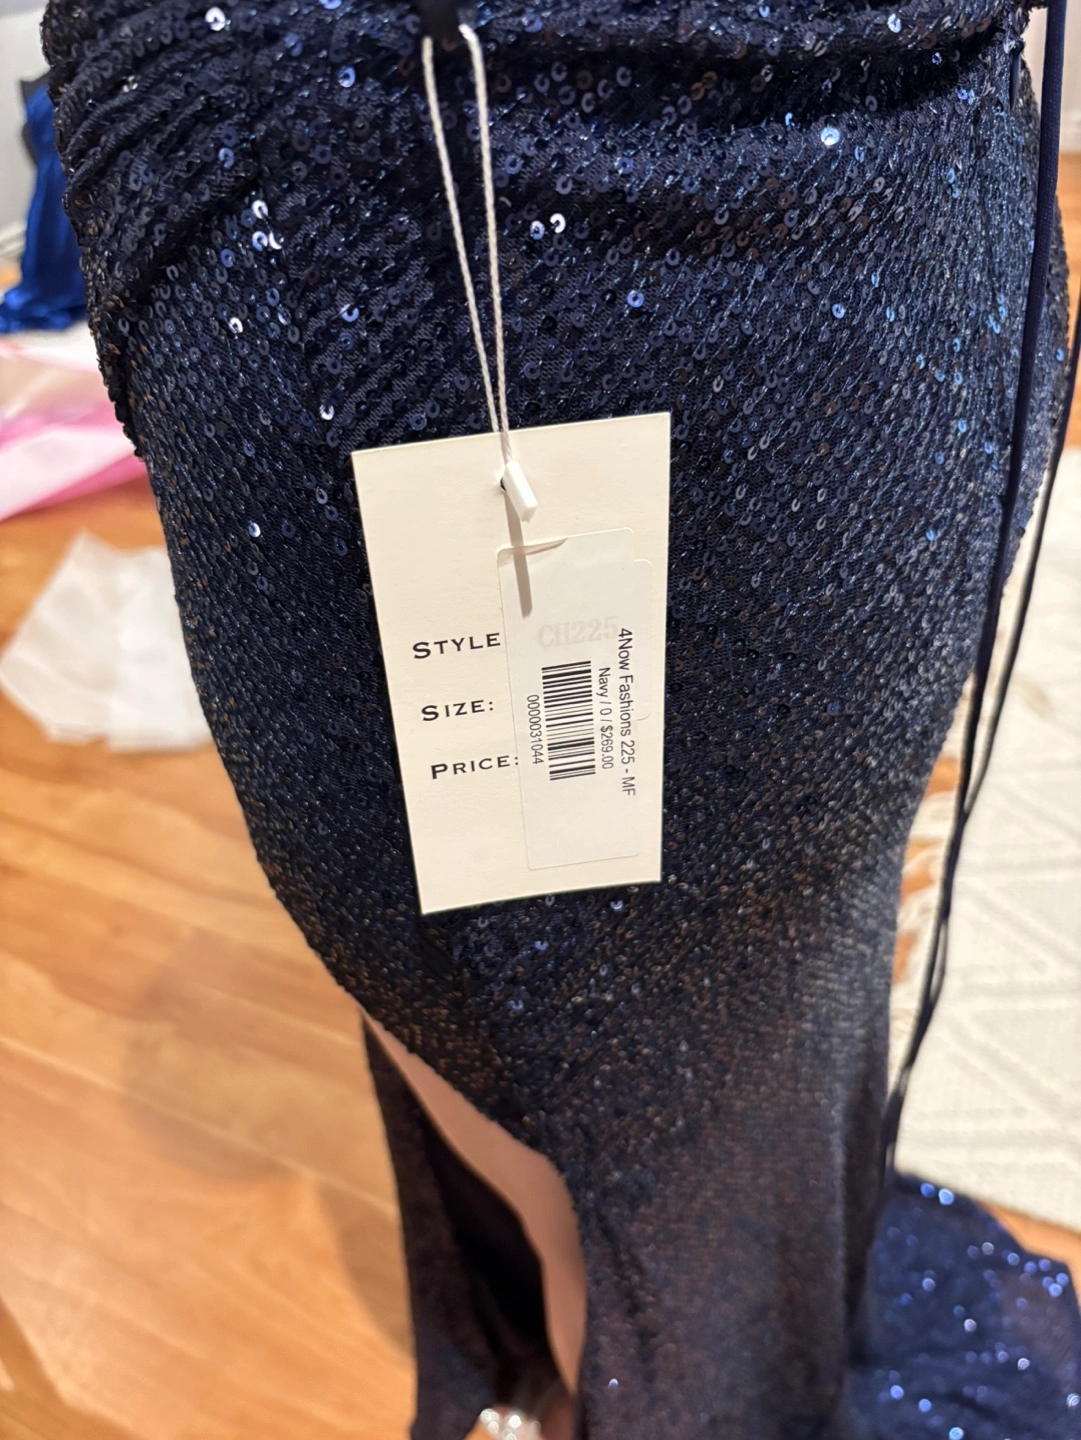 STYLE
CH225
SIZE:
PRICE:
4Now Fashions 225 - MF
Navy / 0 / $269.00
0000031044